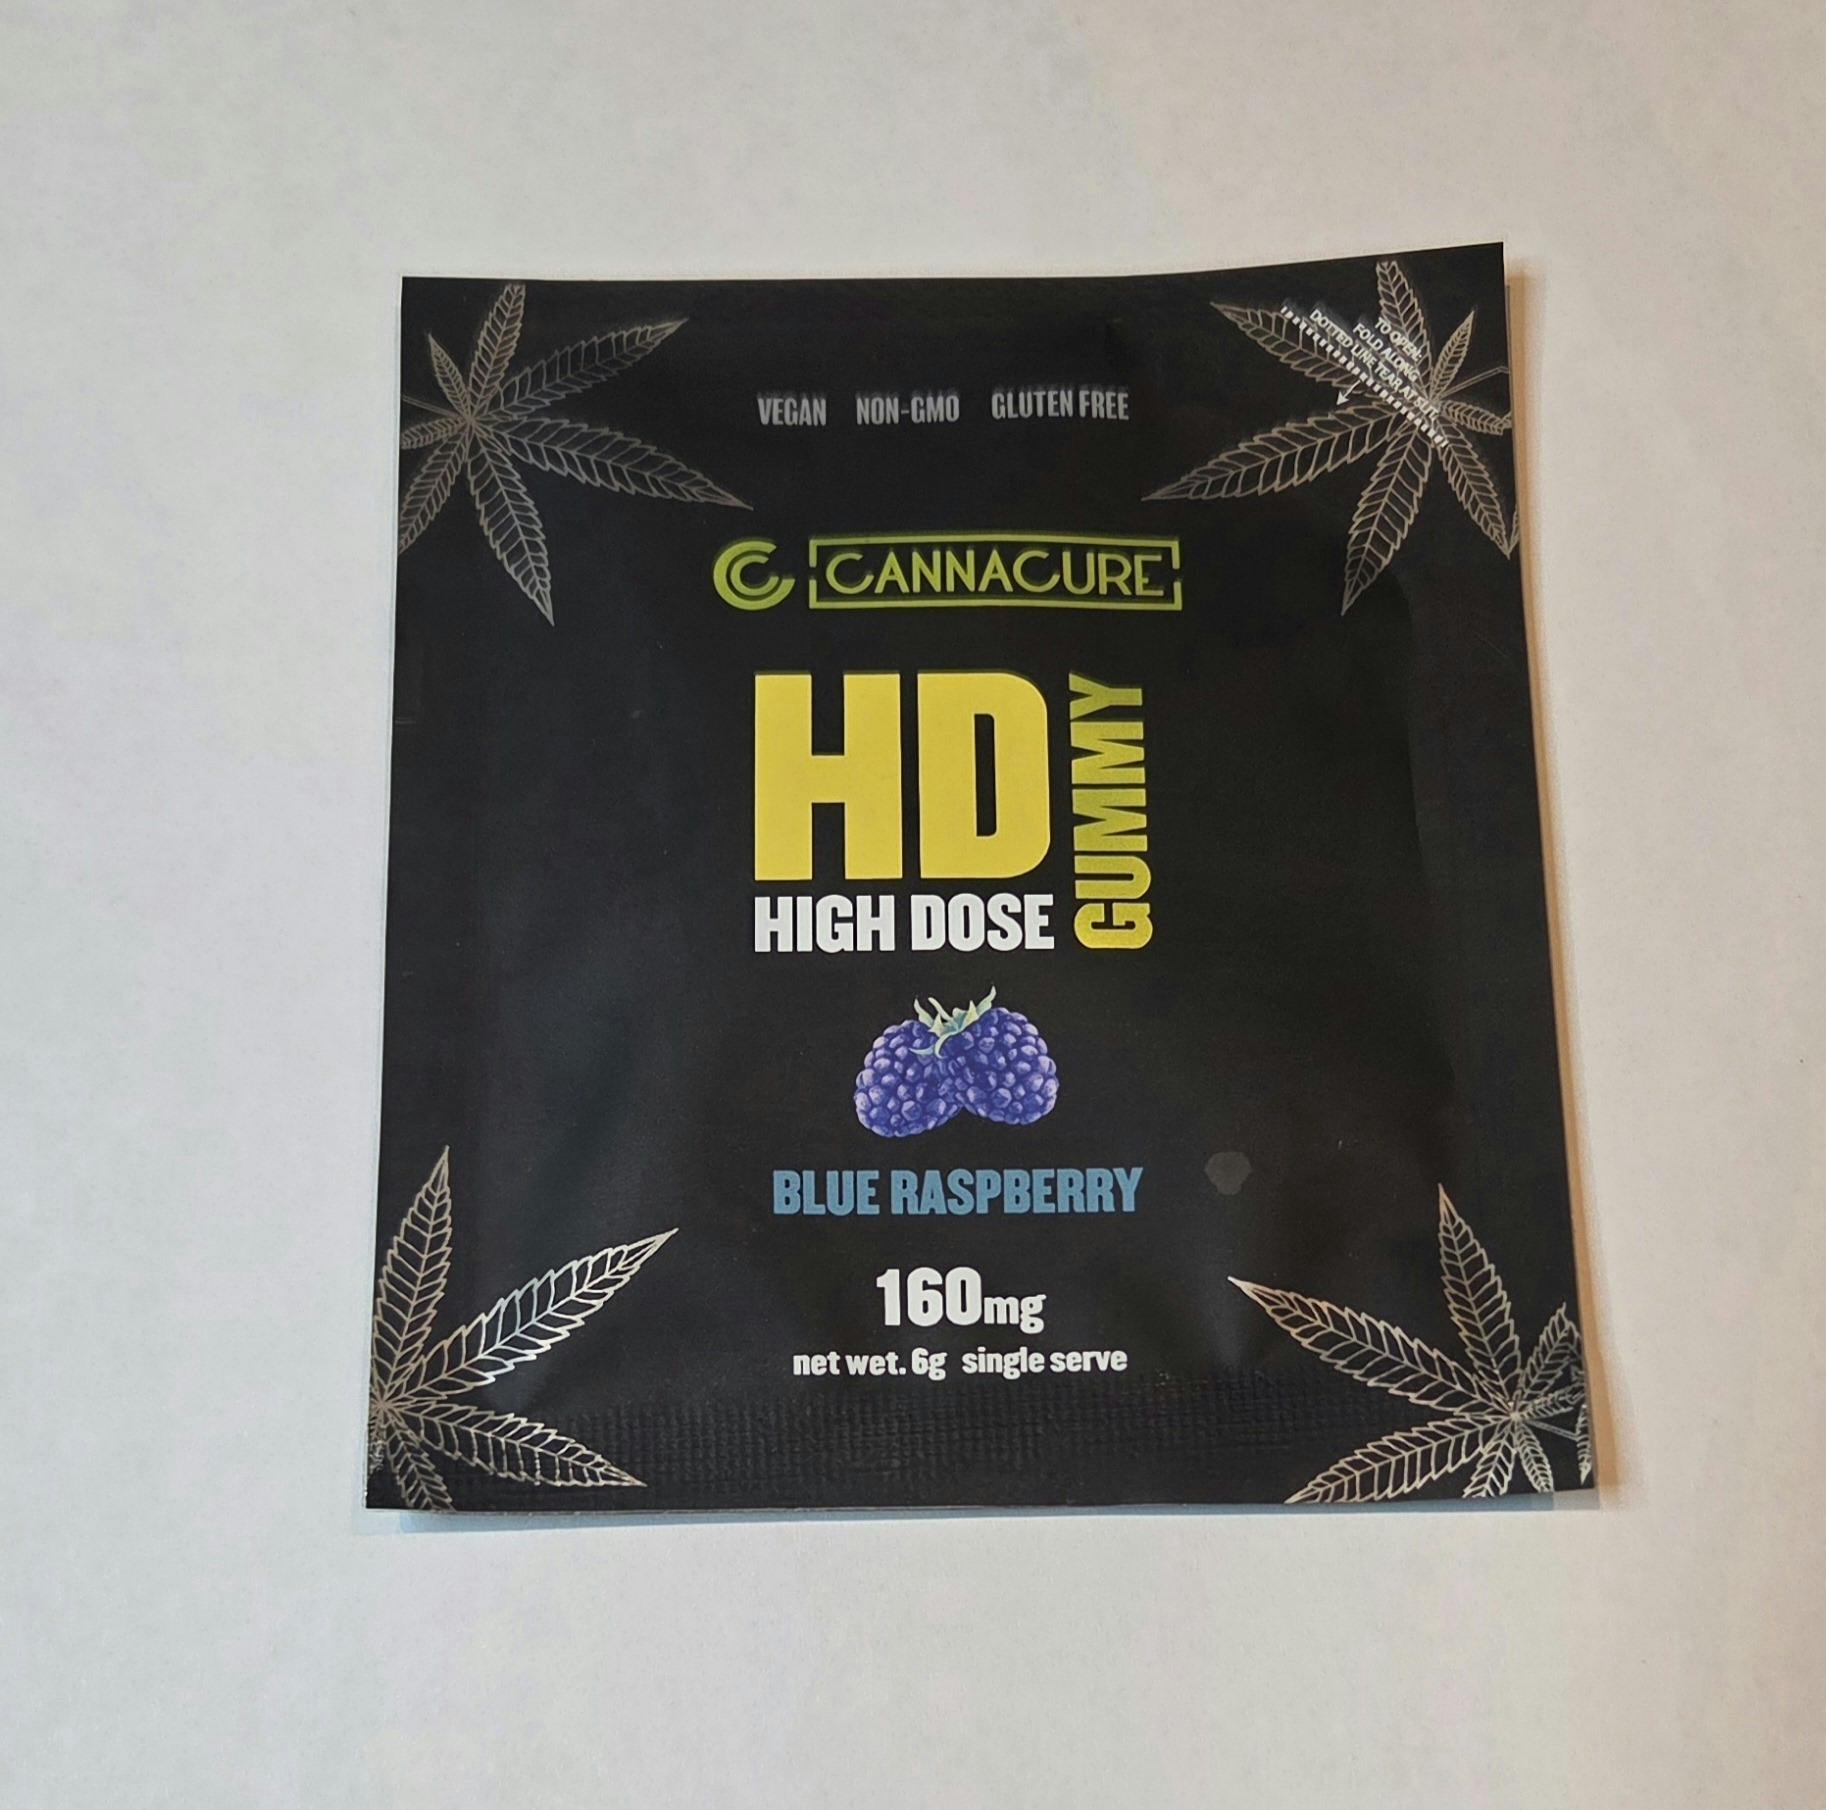 TO OPEN:
FOLD ALONG
DOTTED LINE TEAR AT SLIT
VEGAN NON-GMO GLUTEN FREE
CC CANNACURE
HD
GUMMY
HIGH DOSE
BLUE RASPBERRY
160mg
net wet. 6g single serve